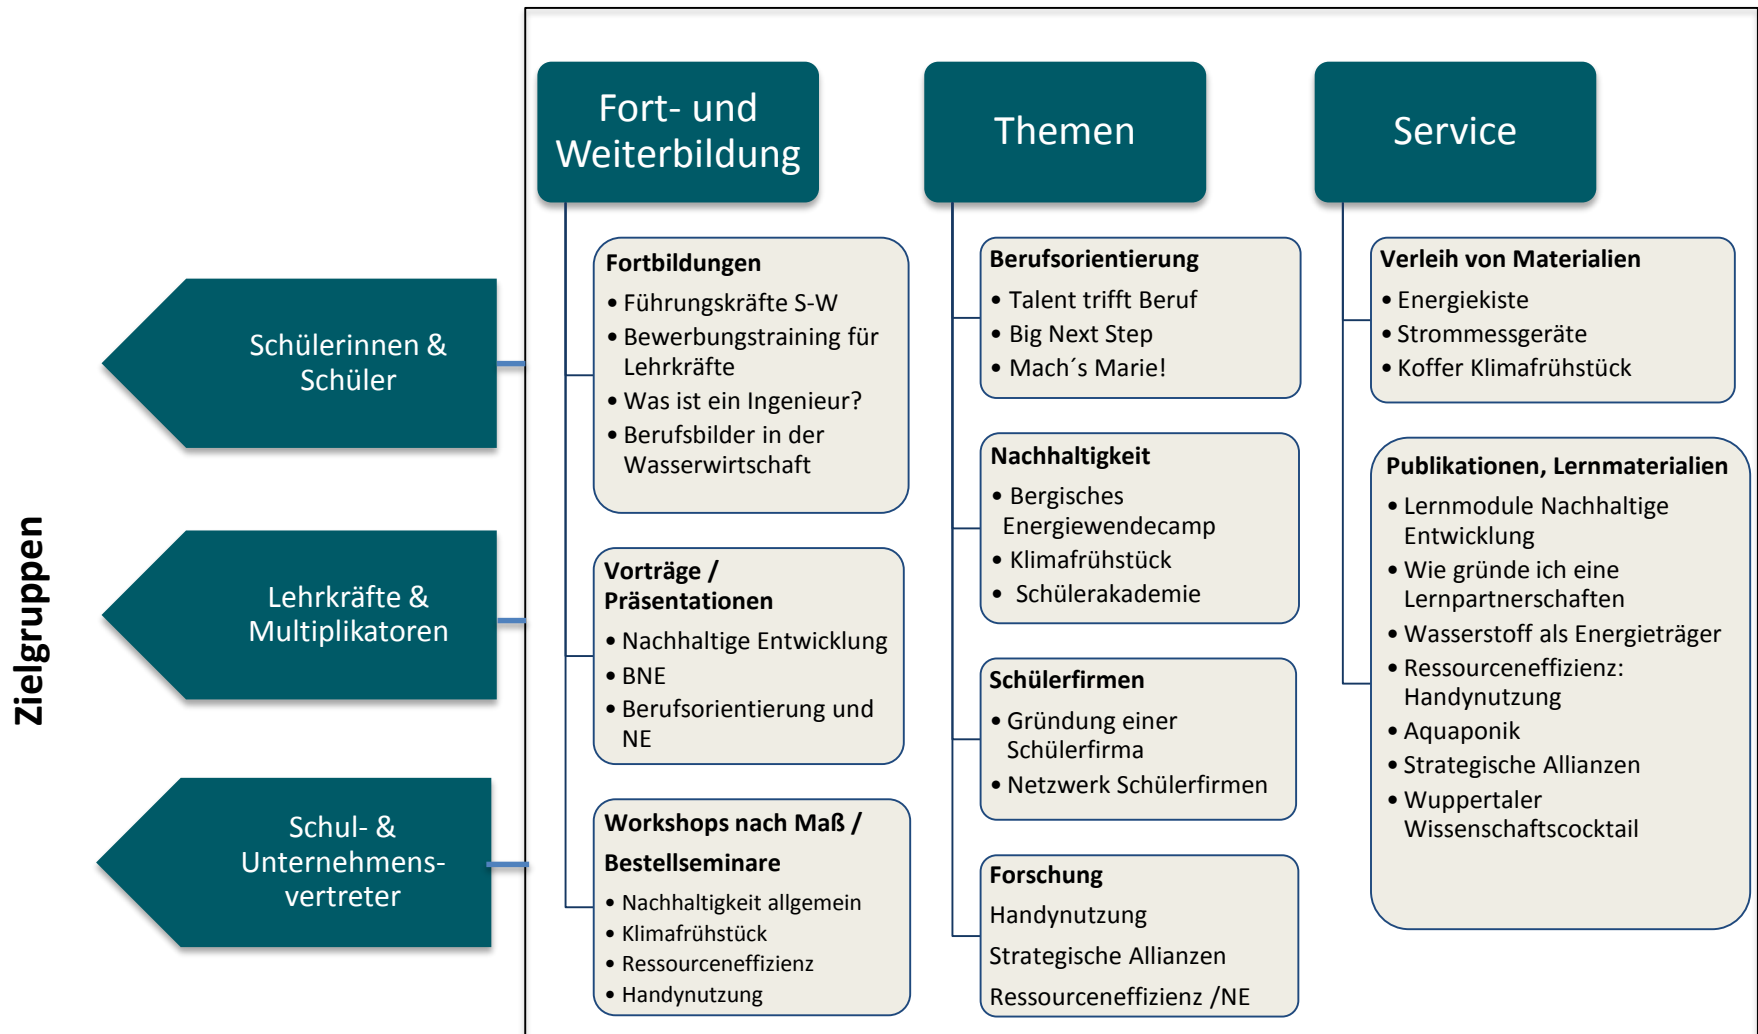 Zielgruppen
Schülerinnen &
Schüler
Lehrkräfte &
Multiplikatoren
Schul- &
Unternehmens-
vertreter
Fort- und
Weiterbildung
Fortbildungen
• Führungskräfte S-W
• Bewerbungstraining für
Lehrkräfte
• Was ist ein Ingenieur?
• Berufsbilder in der
Wasserwirtschaft
Vorträge /
Präsentationen
• Nachhaltige Entwicklung
• BNE
• Berufsorientierung und
NE
Workshops nach Maß /
Bestellseminare
• Nachhaltigkeit allgemein
• Klimafrühstück
• Ressourceneffizienz
• Handynutzung
Themen
Berufsorientierung
• Talent trifft Beruf
• Big Next Step
• Mach´s Marie!
Nachhaltigkeit
• Bergisches
Energiewendecamp
• Klimafrühstück
• Schülerakademie
Schülerfirmen
• Gründung einer
Schülerfirma
• Netzwerk Schülerfirmen
Forschung
Handynutzung
Strategische Allianzen
Ressourceneffizienz /NE
Service
Verleih von Materialien
• Energiekiste
• Strommessgeräte
• Koffer Klimafrühstück
Publikationen, Lernmaterialien
• Lernmodule Nachhaltige
Entwicklung
• Wie gründe ich eine
Lernpartnerschaften
• Wasserstoff als Energieträger
• Ressourceneffizienz:
Handynutzung
• Aquaponik
• Strategische Allianzen
• Wuppertaler
Wissenschaftscocktail